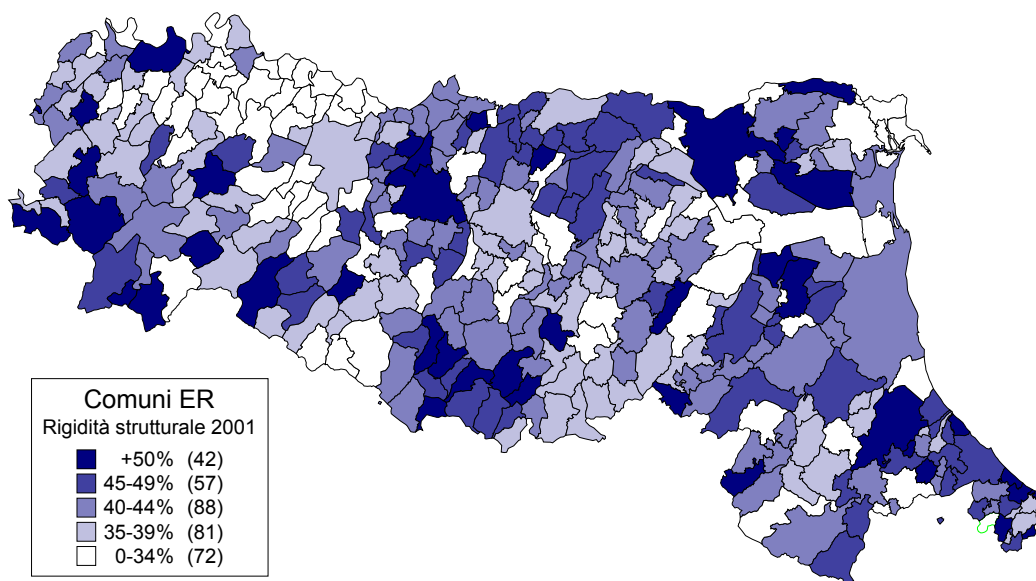 Comuni ER
Rigidità strutturale 2001
+50% (42)
45-49% (57)
40-44% (88)
35-39% (81)
0-34% (72)